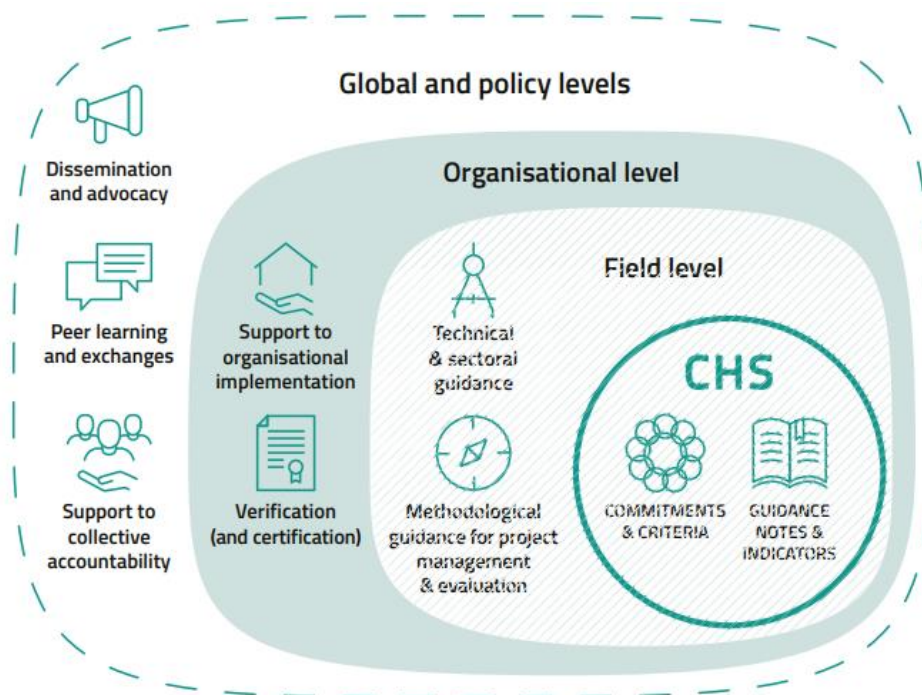 Global and policy levels
Dissemination
and advocacy
Peer learning
and exchanges
Support to
collective
accountability
Organisational level
Support to
organisational
implementation
Verification
(and certification)
Field level
Technical
& sectoral
guidance
Methodological
guidance for project
management
& evaluation
CHS
COMMITMENTS
& CRITERIA
GUIDANCE
NOTES &
INDICATORS